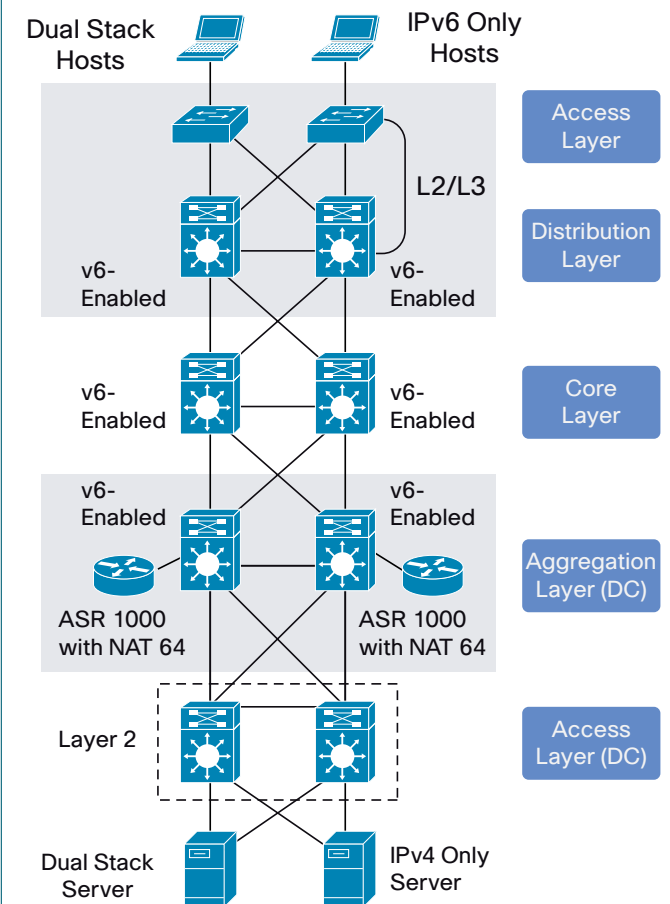 Dual Stack
Hosts
IPv6 Only
Hosts
Access
Layer
L2/L3
Distribution
Layer
v6-
Enabled
v6-
Enabled
v6-
Enabled
v6-
Enabled
Core
Layer
v6-
Enabled
v6-
Enabled
Aggregation
Layer (DC)
ASR 1000
with NAT 64
ASR 1000
with NAT 64
Layer 2
Access
Layer (DC)
Dual Stack
Server
IPv4 Only
Server